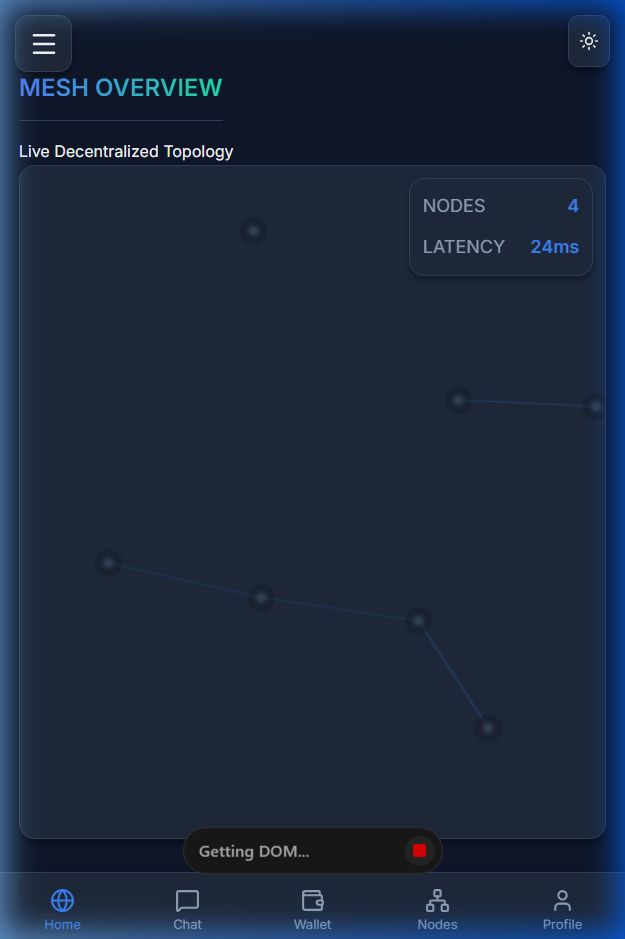 MESH OVERVIEW
Live Decentralized Topology
NODES 4
LATENCY 24ms
Getting DOM...
Home Chat Wallet Nodes Profile